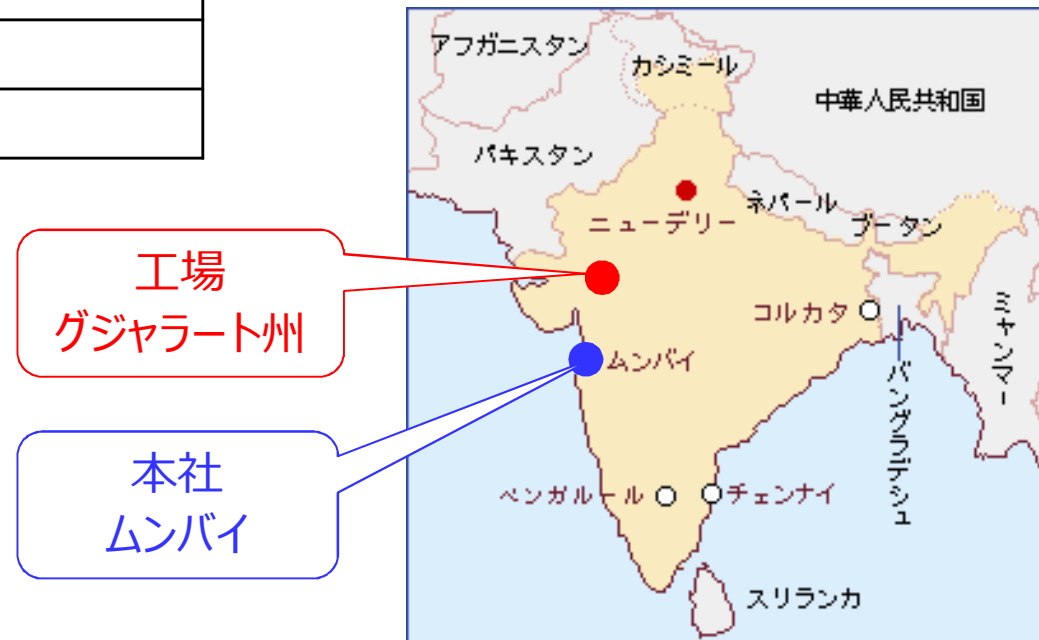 アフガニスタン
カシミール
中華人民共和国
パキスタン
ネパール
ニューデリー
ブータン
工場
グジャラート州
コルカタ
ミャンマー
ムンバイ
バングラデシュ
本社
ムンバイ
ベンガルール
チェンナイ
スリランカ